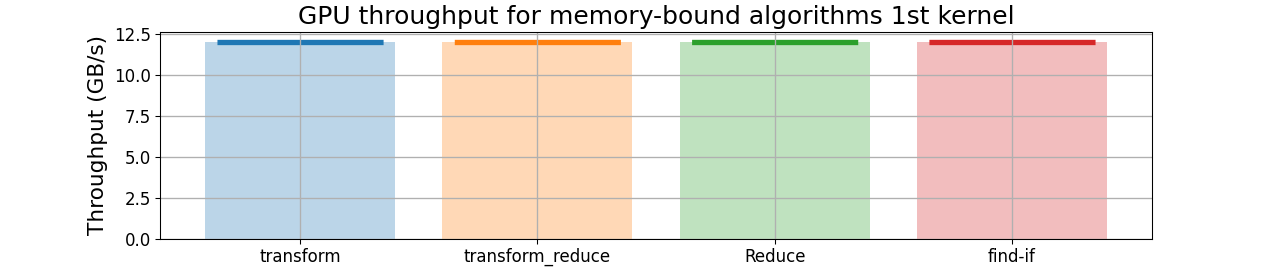 GPU throughput for memory-bound algorithms 1st kernel
Throughput (GB/s)
12.5
10.0
7.5
5.0
2.5
0.0
transform
transform_reduce
Reduce
find-if